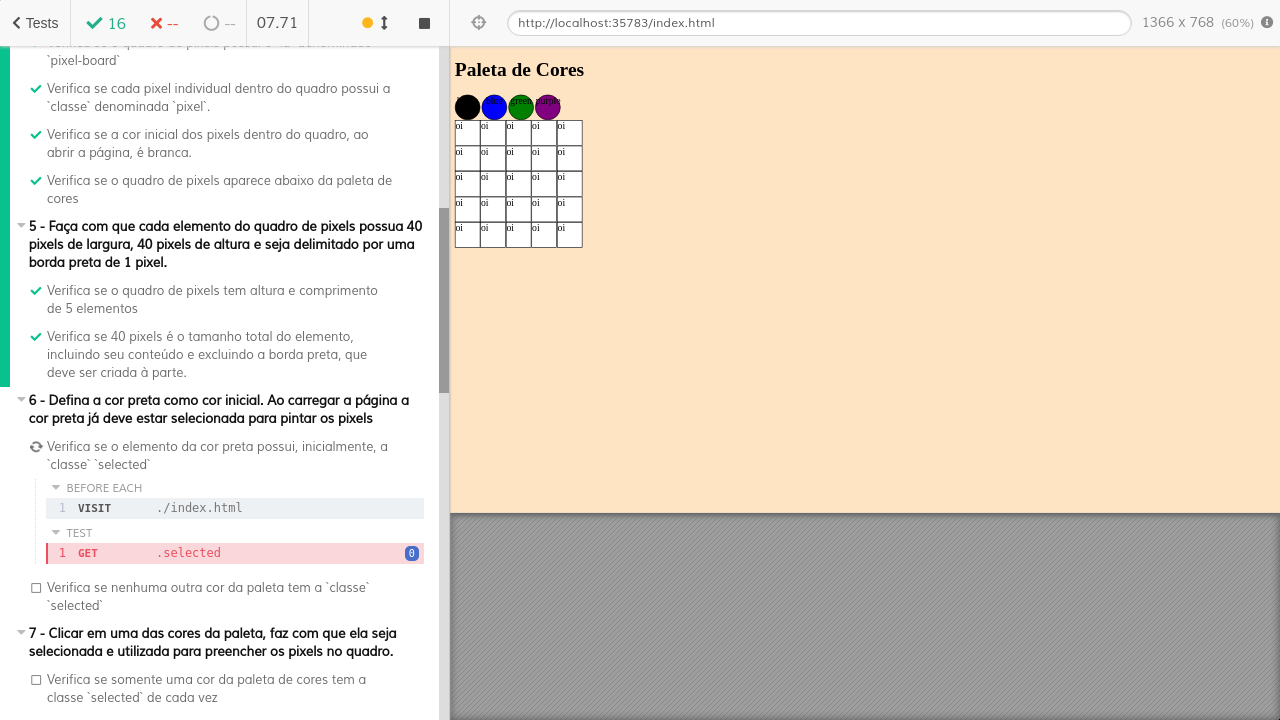 Tests
16
--
--
07.71
http://localhost:35783/index.html
1366 x 768 (60%)
`pixel-board`
Verifica se cada pixel individual dentro do quadro possui a
`classe` denominada `pixel`.
Verifica se a cor inicial dos pixels dentro do quadro, ao
abrir a página, é branca.
Verifica se o quadro de pixels aparece abaixo da paleta de
cores
5 - Faça com que cada elemento do quadro de pixels possua 40
pixels de largura, 40 pixels de altura e seja delimitado por uma
borda preta de 1 pixel.
Verifica se o quadro de pixels tem altura e comprimento
de 5 elementos
Verifica se 40 pixels é o tamanho total do elemento,
incluindo seu conteúdo e excluindo a borda preta, que
deve ser criada à parte.
6 - Defina a cor preta como cor inicial. Ao carregar a página a
cor preta já deve estar selecionada para pintar os pixels
Verifica se o elemento da cor preta possui, inicialmente, a
`classe` `selected`
BEFORE EACH
1 VISIT ./index.html
TEST
1 GET .selected 0
Verifica se nenhuma outra cor da paleta tem a `classe`
`selected`
7 - Clicar em uma das cores da paleta, faz com que ela seja
selecionada e utilizada para preencher os pixels no quadro.
Verifica se somente uma cor da paleta de cores tem a
classe `selected` de cada vez
Paleta de Cores
green purple
oi oi oi oi oi
oi oi oi oi oi
oi oi oi oi oi
oi oi oi oi oi
oi oi oi oi oi